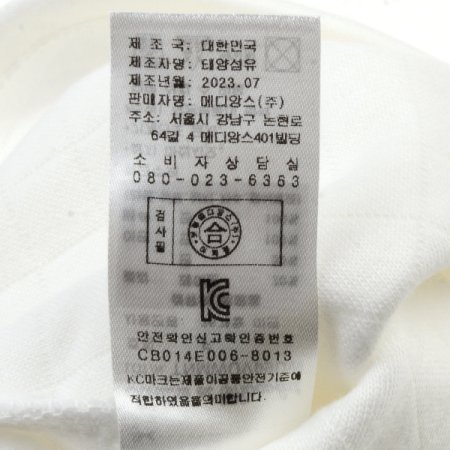 제 조 국: 대한민국
제조자명: 태양섬유
제조년월: 2023.07
판매자명: 메디앙스(주)
주소: 서울시 강남구 논현로
64길 4 메디앙스401빌딩
소 비 자 상 담 실
080-023-6363
검사필
合
안전확인신고확인증번호
CB014E006-8013
KC마크는제품이공통안전기준에
적합하였음을의미합니다.